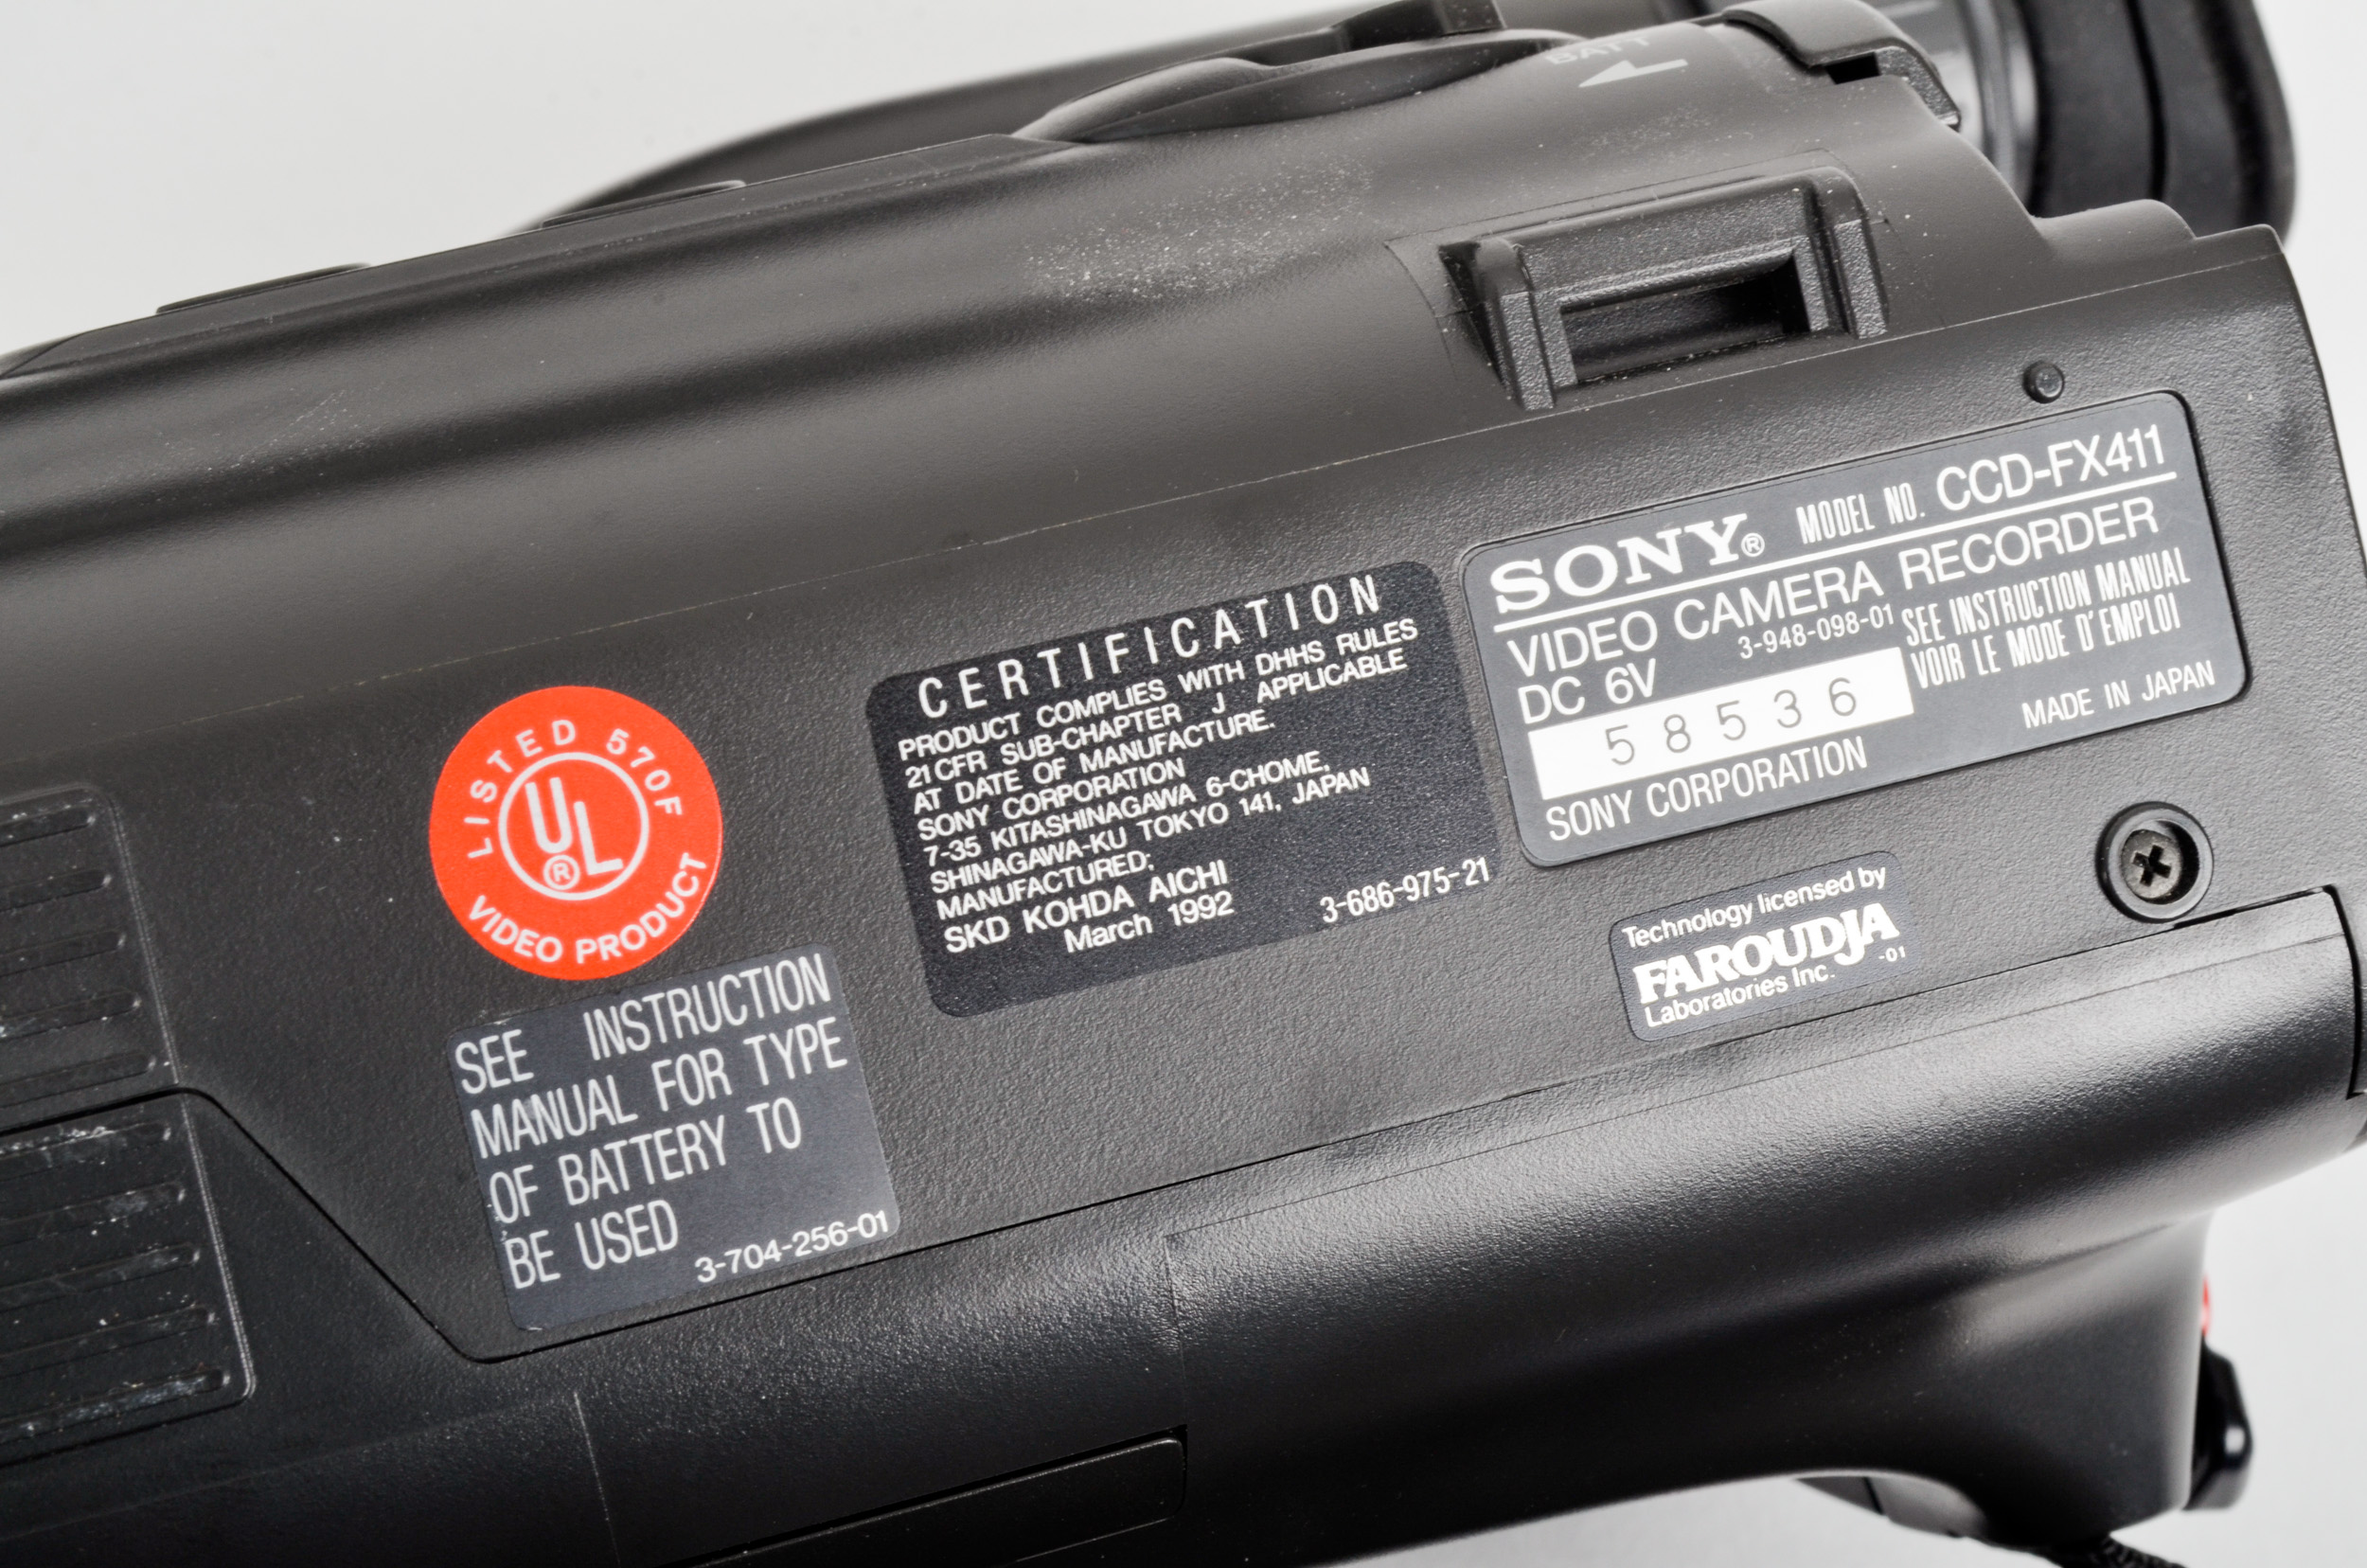 BATT
SONY® MODEL NO. CCD-FX411
VIDEO CAMERA RECORDER
DC 6V 3-948-098-01 SEE INSTRUCTION MANUAL
VOIR LE MODE D'EMPLOI
58536
SONY CORPORATION MADE IN JAPAN
CERTIFICATION
PRODUCT COMPLIES WITH DHHS RULES
21CFR SUB-CHAPTER J APPLICABLE
AT DATE OF MANUFACTURE.
SONY CORPORATION
7-35 KITASHINAGAWA 6-CHOME,
SHINAGAWA-KU TOKYO 141, JAPAN
MANUFACTURED:
SKD KOHDA AICHI
March 1992 3-686-975-21
LISTED 570F
UL®
VIDEO PRODUCT
Technology licensed by
FAROUDJA
Laboratories Inc. -01
SEE INSTRUCTION
MANUAL FOR TYPE
OF BATTERY TO
BE USED
3-704-256-01